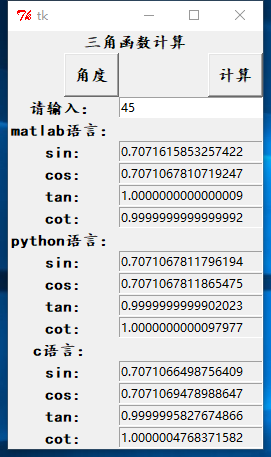 tk
三角函数计算
角度 计算
请输入： 45
matlab语言：
sin: 0.7071615853257422
cos: 0.7071067810719247
tan: 1.0000000000000009
cot: 0.9999999999999992
python语言：
sin: 0.7071067811796194
cos: 0.7071067811865475
tan: 0.9999999999902023
cot: 1.0000000000097977
c语言：
sin: 0.7071066498756409
cos: 0.7071069478988647
tan: 0.9999995827674866
cot: 1.0000004768371582